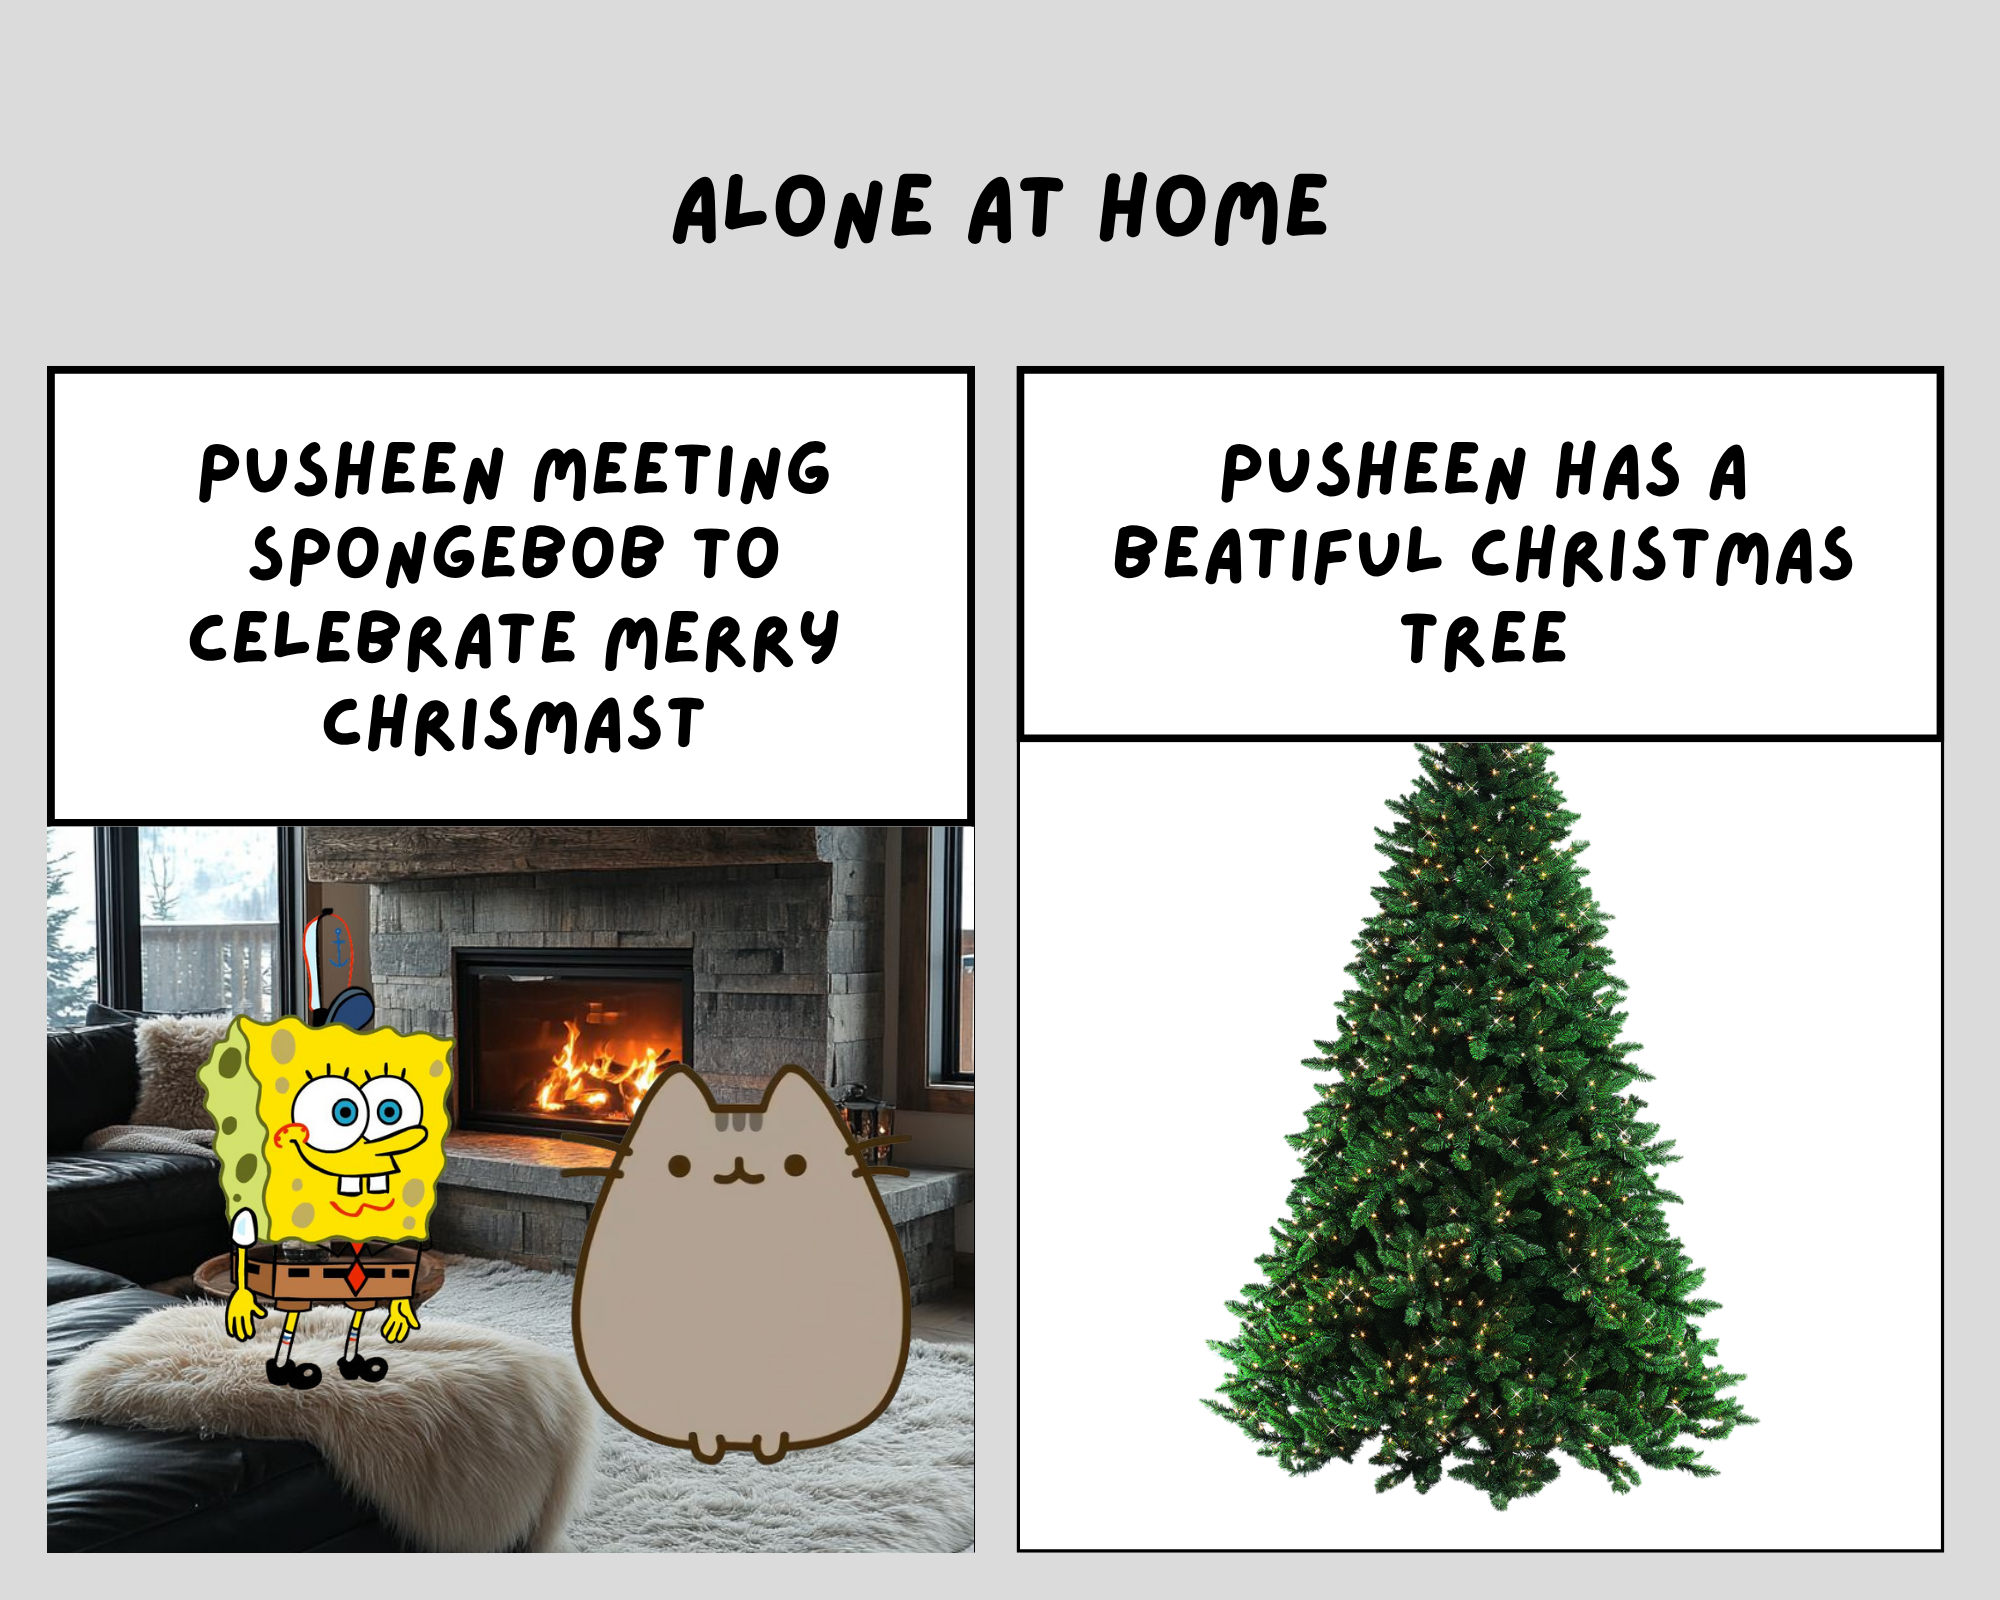 ALONE AT HOME
PUSHEEN MEETING
SPONGEBOB TO
CELEBRATE MERRY
CHRISMAST
PUSHEEN HAS A
BEATIFUL CHRISTMAS
TREE